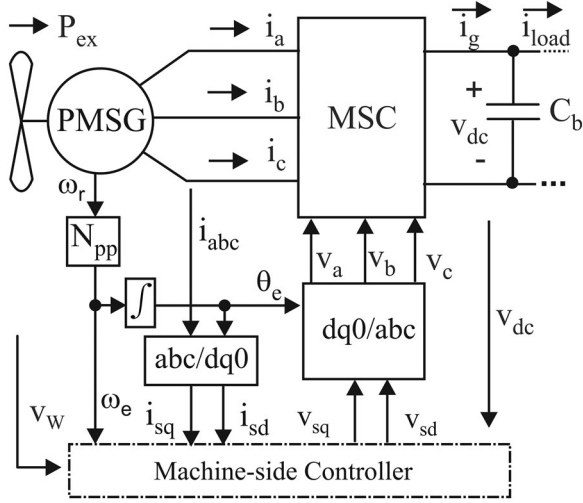 P_ex i_a i_g i_load
PMSG i_b MSC + v_dc - C_b
i_c
ω_r
N_pp i_abc v_a v_b v_c
∫ θ_e dq0/abc v_dc
abc/dq0
v_W ω_e i_sq i_sd v_sq v_sd
Machine-side Controller